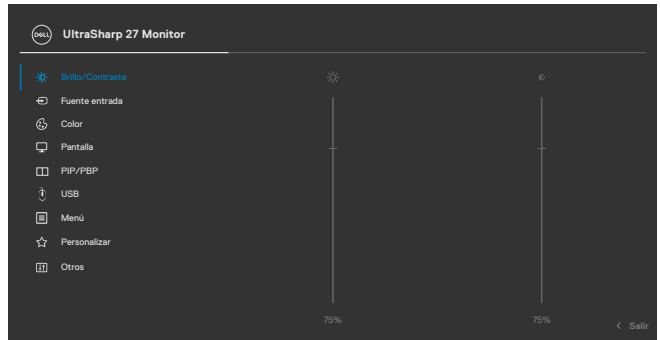 DELL UltraSharp 27 Monitor
Brillo/Contraste
Fuente entrada
Color
Pantalla
PIP/PBP
USB
Menú
Personalizar
Otros
75% 75%
Salir